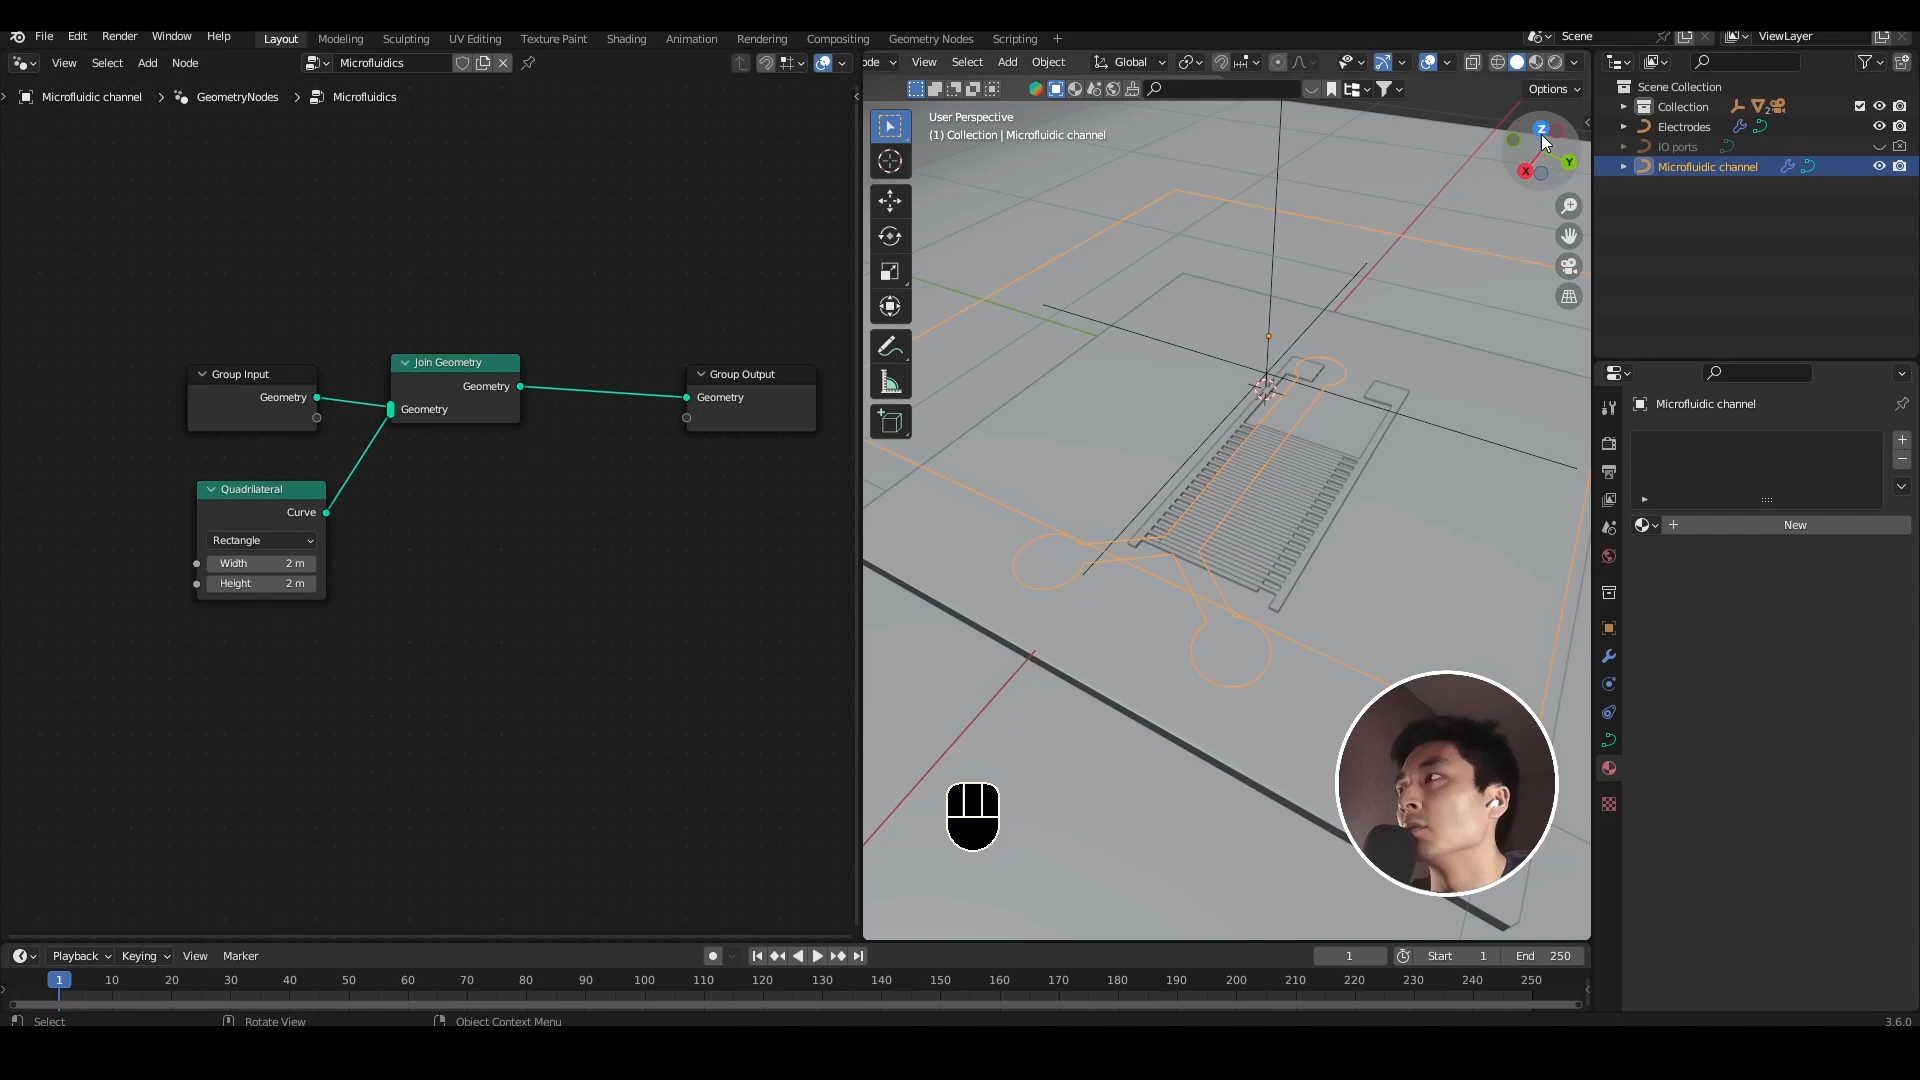 File Edit Render Window Help Layout Modeling Sculpting UV Editing Texture Paint Shading Animation Rendering Compositing Geometry Nodes Scripting + Scene ViewLayer
View Select Add Node Microfluidics
ode View Select Add Object Global
Microfluidic channel > GeometryNodes > Microfluidics
Options
User Perspective
(1) Collection | Microfluidic channel
Z
Y
X
Scene Collection
Collection 2
Electrodes
IO ports
Microfluidic channel
Group Input
Geometry
Join Geometry
Geometry
Geometry
Group Output
Geometry
Quadrilateral
Curve
Rectangle
Width 2 m
Height 2 m
Microfluidic channel
New
Playback Keying View Marker
1 Start 1 End 250
1 10 20 30 40 50 60 70 80 90 100 110 120 130 140 150 160 170 180 190 200 210 220 230 240 250
Select Rotate View Object Context Menu 3.6.0